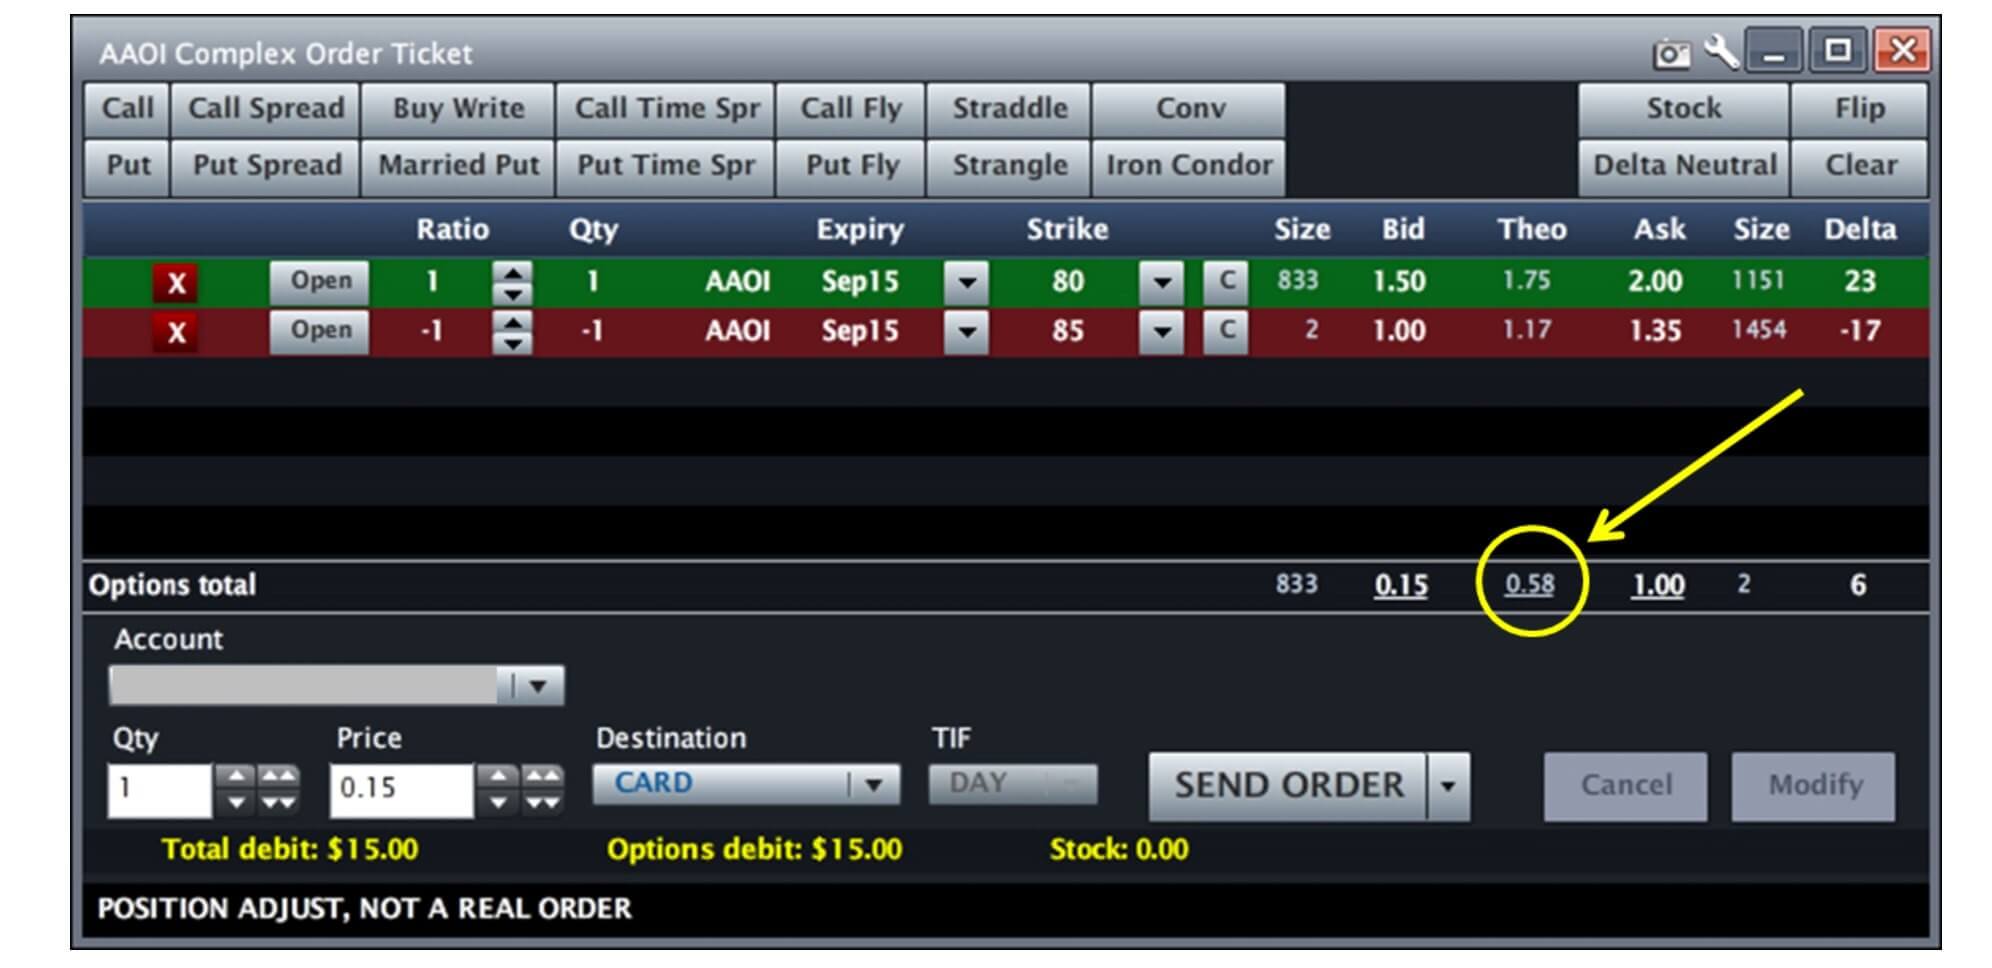 AAOI Complex Order Ticket
Call Call Spread Buy Write Call Time Spr Call Fly Straddle Conv Stock Flip
Put Put Spread Married Put Put Time Spr Put Fly Strangle Iron Condor Delta Neutral Clear
Ratio Qty Expiry Strike Size Bid Theo Ask Size Delta
X Open 1 1 AAOI Sep15 80 C 833 1.50 1.75 2.00 1151 23
X Open -1 -1 AAOI Sep15 85 C 2 1.00 1.17 1.35 1454 -17
Options total 833 0.15 0.58 1.00 2 6
Account
Qty Price Destination TIF
1 0.15 CARD DAY SEND ORDER Cancel Modify
Total debit: $15.00 Options debit: $15.00 Stock: 0.00
POSITION ADJUST, NOT A REAL ORDER